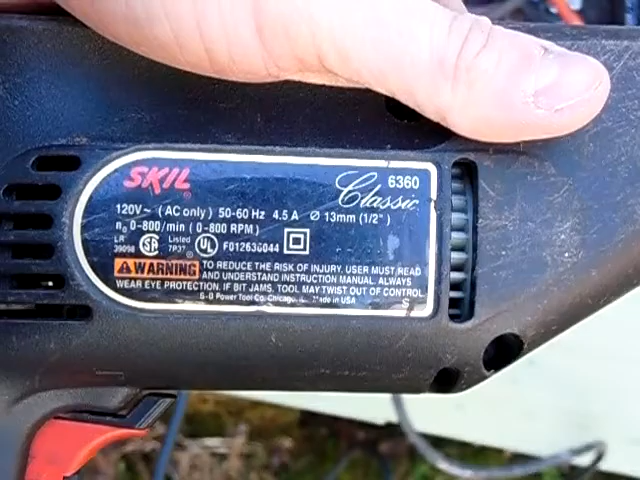 SKIL
6360
Classic
120V~ (AC only) 50-60 Hz 4.5 A Ø 13mm (1/2")
n₀ 0-800/min (0-800 RPM)
LR 39098 Listed F012636044
WARNING TO REDUCE THE RISK OF INJURY. USER MUST READ
AND UNDERSTAND INSTRUCTION MANUAL. ALWAYS
WEAR EYE PROTECTION. IF BIT JAMS, TOOL MAY TWIST OUT OF CONTROL
S-B Power Tool Co. Chicago, IL. Made in USA
S